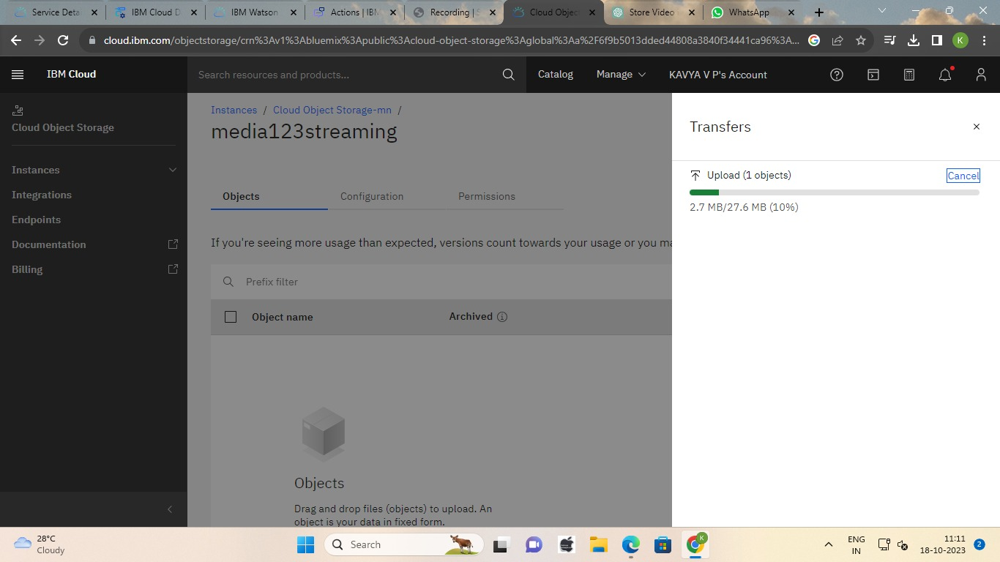 Service Deta
IBM Cloud D
IBM Watson
Actions | IBM
Recording | S
Cloud Objec
Store Video
WhatsApp
cloud.ibm.com/objectstorage/crn%3Av1%3Abluemix%3Apublic%3Acloud-object-storage%3Aglobal%3Aa%2F6f9b5013dded44808a3840f34441ca96%3A...
K
IBM Cloud
Search resources and products...
Catalog
Manage
KAVYA V P's Account
Cloud Object Storage
Instances
Integrations
Endpoints
Documentation
Billing
Instances / Cloud Object Storage-mn /
media123streaming
Objects
Configuration
Permissions
If you're seeing more usage than expected, versions count towards your usage or you ma
Prefix filter
Object name
Archived
Objects
Drag and drop files (objects) to upload. An
object is your data in fixed form.
Transfers
Upload (1 objects)
Cancel
2.7 MB/27.6 MB (10%)
28°C
Cloudy
Search
K
ENG
IN
11:11
18-10-2023
2